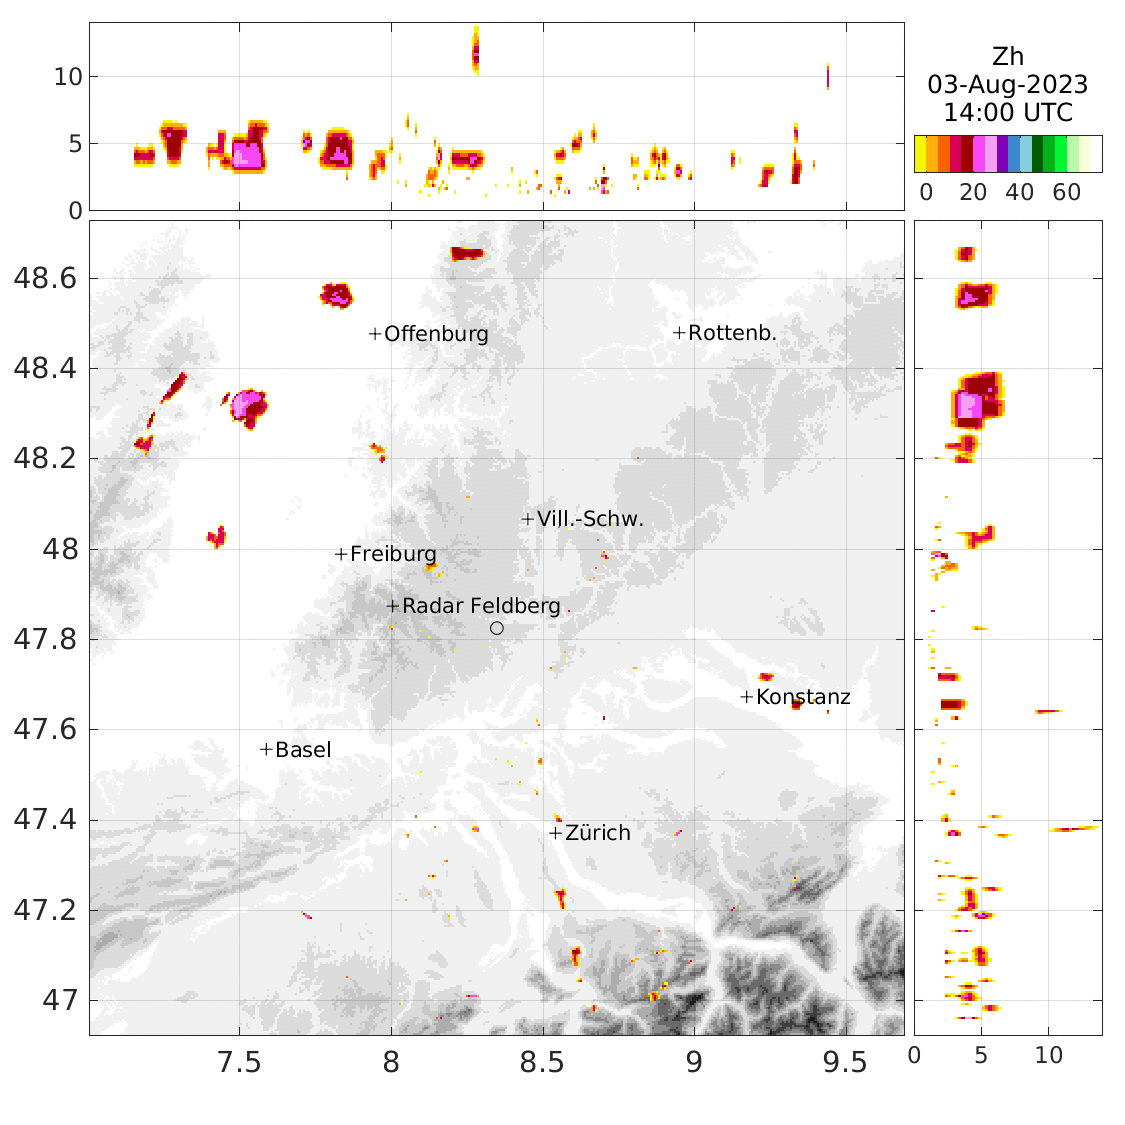 Zh
03-Aug-2023
14:00 UTC
0 20 40 60
10
5
0
48.6
48.4
48.2
48
47.8
47.6
47.4
47.2
47
+Offenburg
+Rottenb.
+Vill.-Schw.
+Freiburg
+Radar Feldberg
+Konstanz
+Basel
+Zürich
7.5 8 8.5 9 9.5
0 5 10